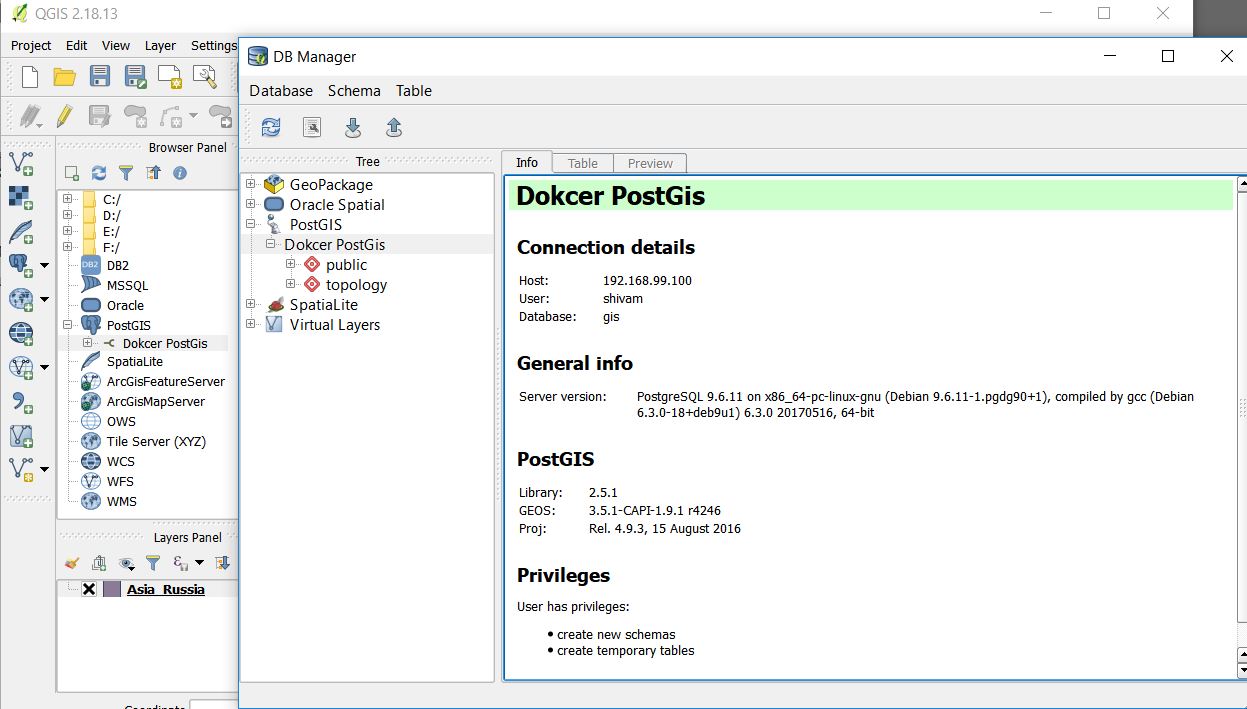 QGIS 2.18.13
Project Edit View Layer Settings
DB Manager
Database Schema Table
Browser Panel
C:/
D:/
E:/
F:/
DB2
DB2
MSSQL
Oracle
PostGIS
Dokcer PostGis
SpatiaLite
ArcGisFeatureServer
ArcGisMapServer
OWS
Tile Server (XYZ)
WCS
WFS
WMS
Layers Panel
Asia_Russia
Tree
GeoPackage
Oracle Spatial
PostGIS
Dokcer PostGis
public
topology
SpatiaLite
Virtual Layers
Info Table Preview
Dokcer PostGis
Connection details
Host: 192.168.99.100
User: shivam
Database: gis
General info
Server version: PostgreSQL 9.6.11 on x86_64-pc-linux-gnu (Debian 9.6.11-1.pgdg90+1), compiled by gcc (Debian
6.3.0-18+deb9u1) 6.3.0 20170516, 64-bit
PostGIS
Library: 2.5.1
GEOS: 3.5.1-CAPI-1.9.1 r4246
Proj: Rel. 4.9.3, 15 August 2016
Privileges
User has privileges:
• create new schemas
• create temporary tables